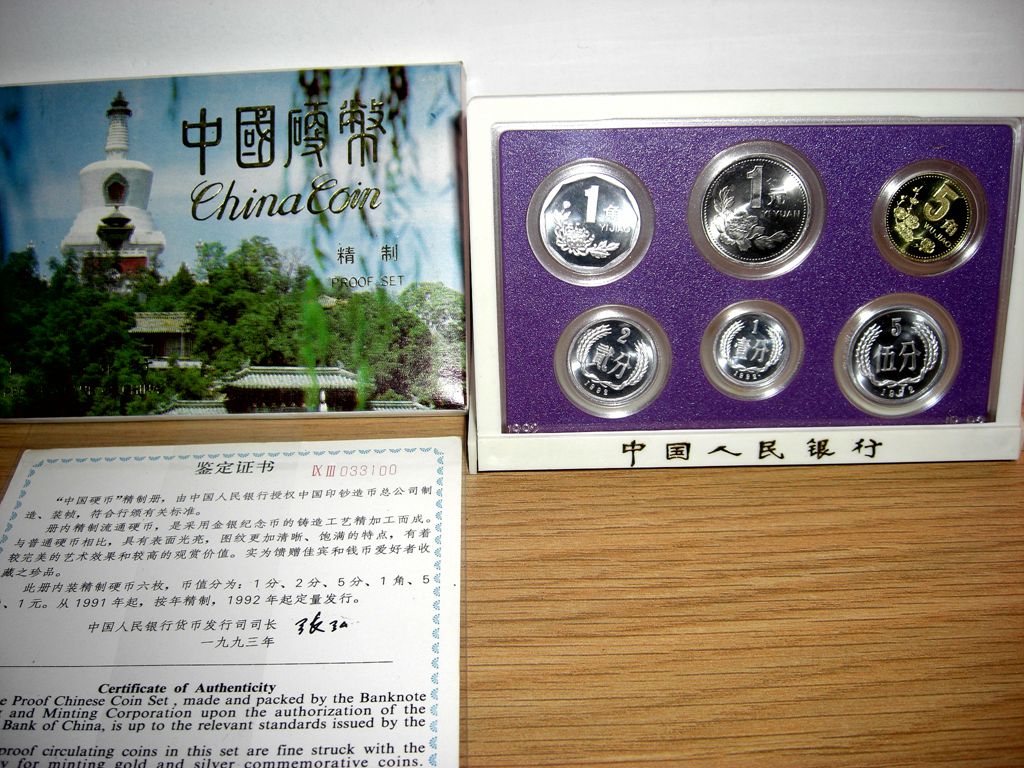 中國硬幣
China Coin
精制
PROOF SET
1角
YI JIAO
1元
YI YUAN
5角
WU JIAO
2
贰分
1
壹分
5
伍分
中国人民银行
鉴定证书
IX III 033100
“中国硬币”精制册，由中国人民银行授权中国印钞造币总公司制
造、装帧，符合行颁有关标准。
册内精制流通硬币，是采用金银纪念币的铸造工艺精加工而成。
与普通硬币相比，具有表面光亮，图纹更加清晰、饱满的特点，有着
较完美的艺术效果和较高的观赏价值。实为馈赠佳宾和钱币爱好者收
藏之珍品。
此册内装精制硬币六枚，币值分为：1分、2分、5分、1角、5
、1元。从1991年起，按年精制，1992年起定量发行。
中国人民银行货币发行司司长 张弘
一九九三年
Certificate of Authenticity
e Proof Chinese Coin Set , made and packed by the Banknote
and Minting Corporation upon the authorization of the
Bank of China, is up to the relevant standards issued by the
proof circulating coins in this set are fine struck with the
y for minting gold and silver commemorative coins.